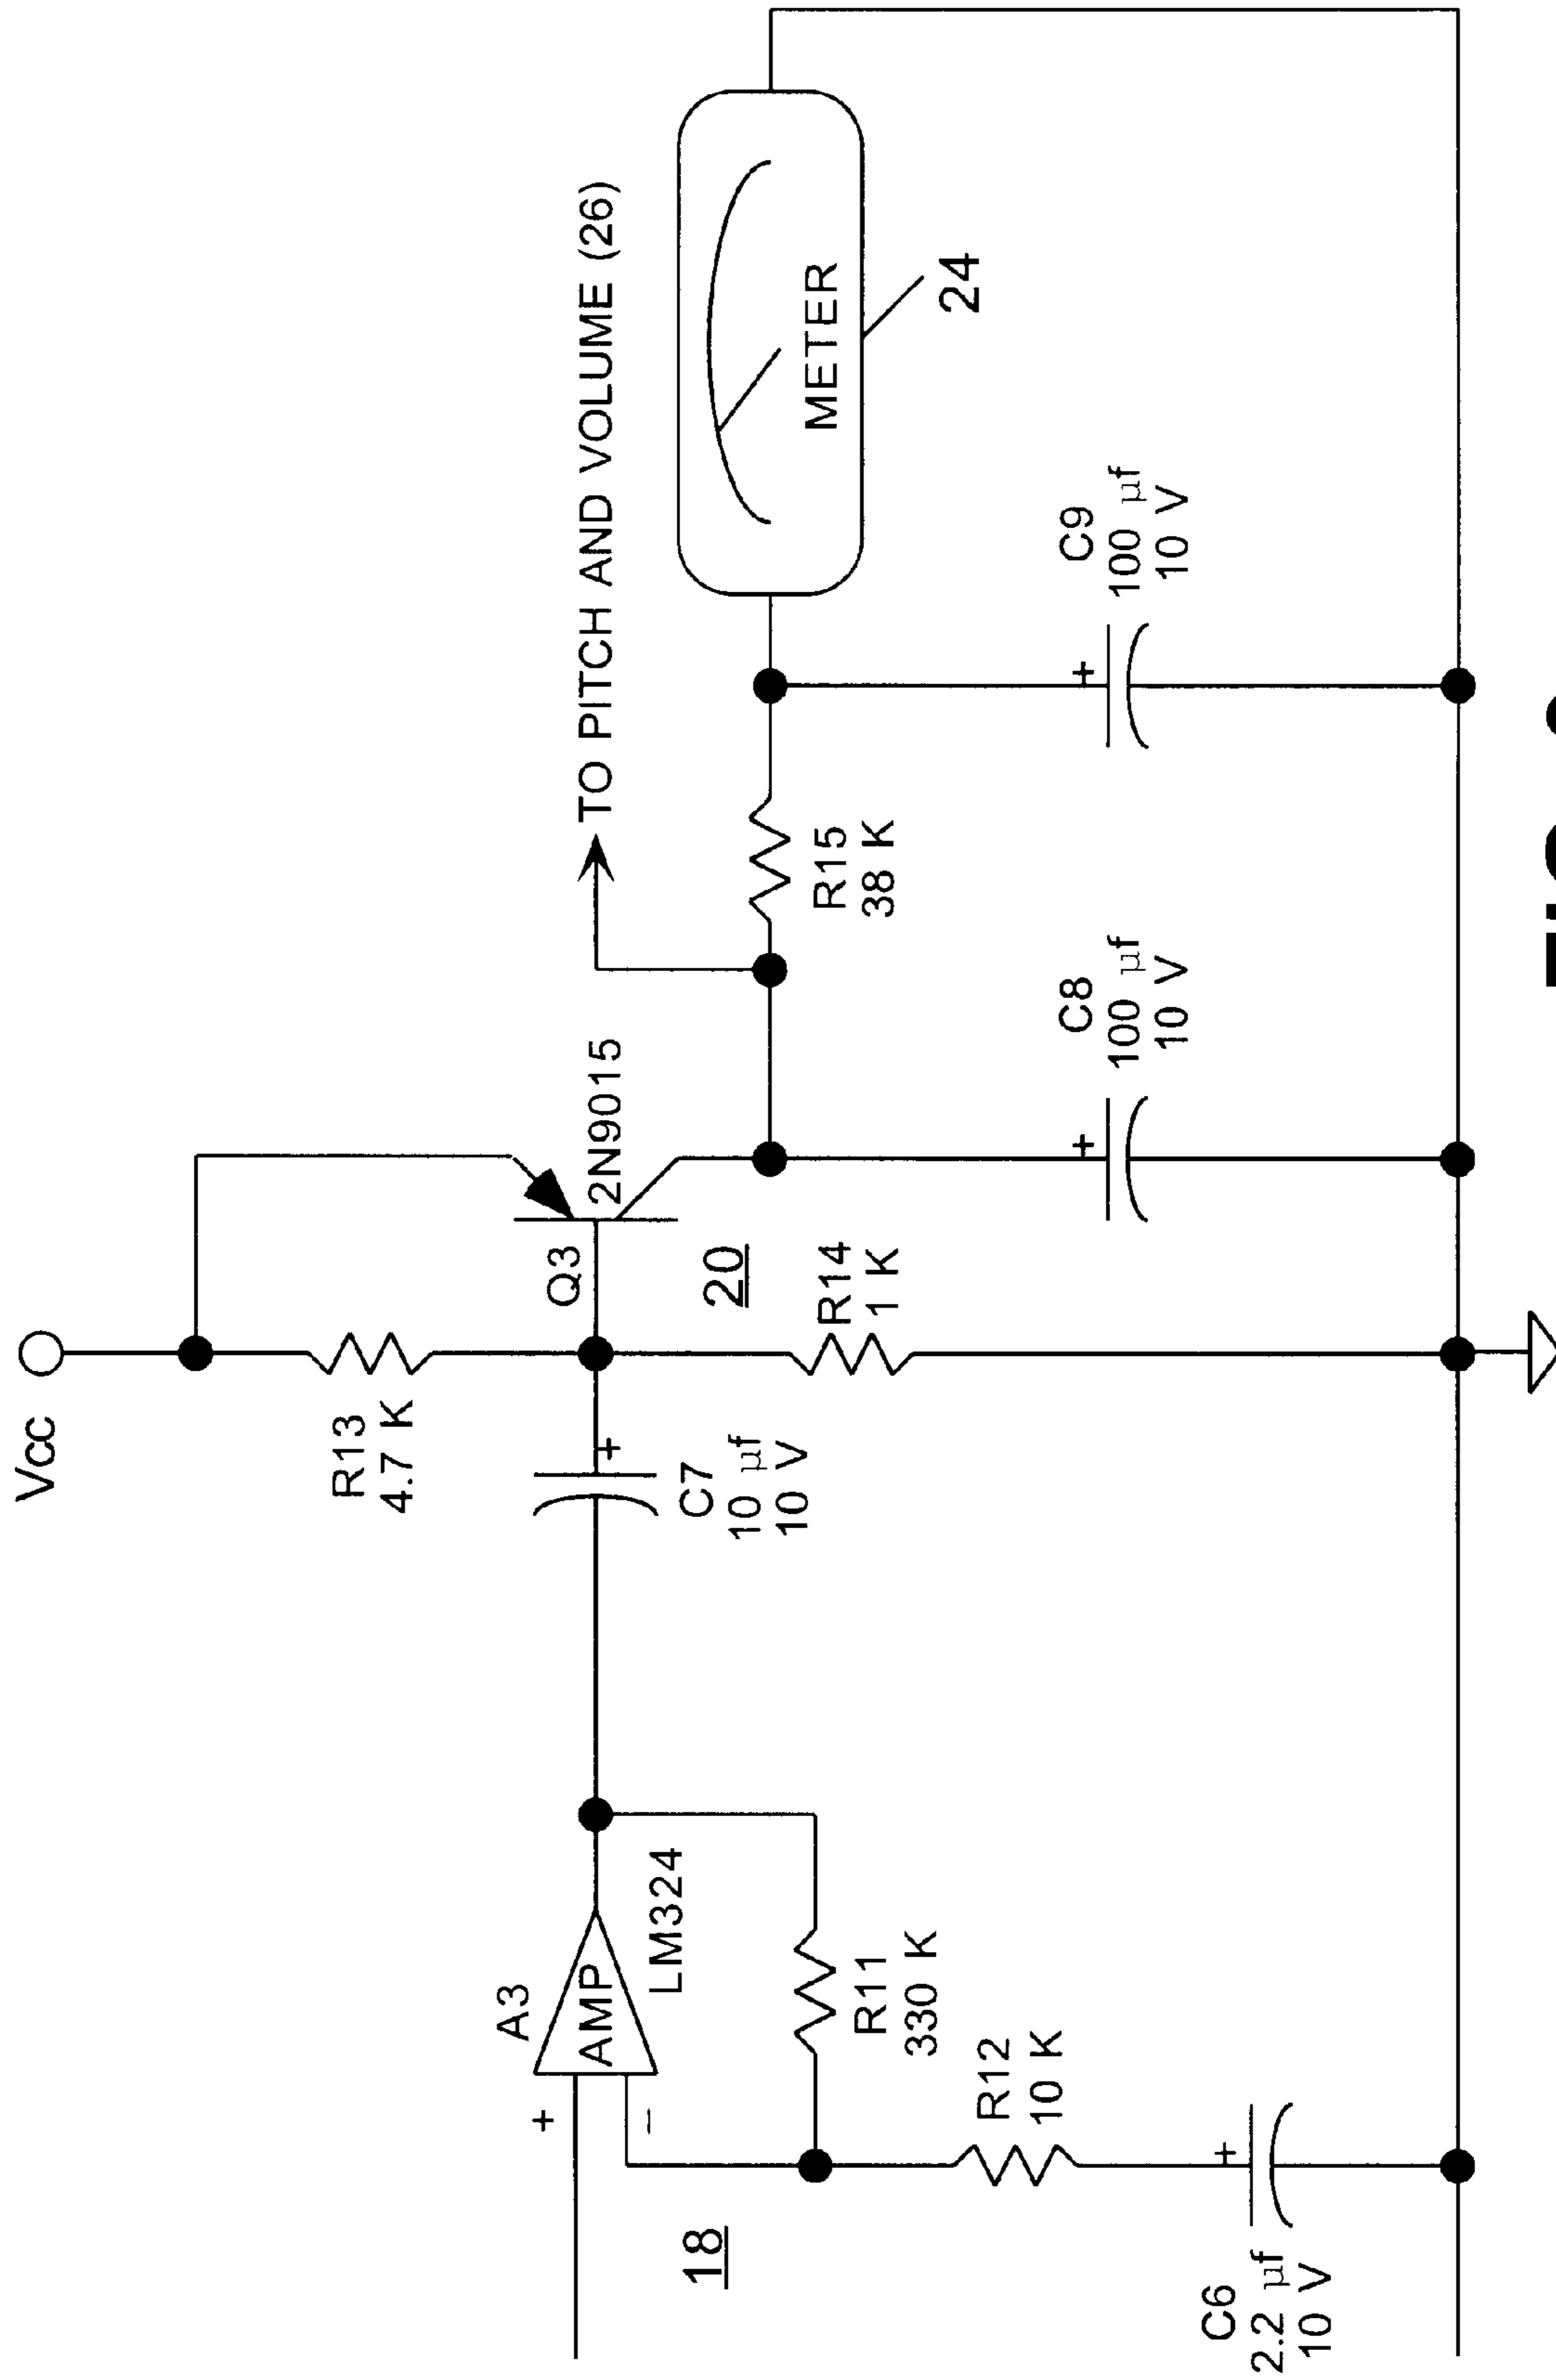 Vcc
R13
4.7 K
TO PITCH AND VOLUME (26)
Q3
2N9015
20
METER
24
A3
+
−
AMP
LM324
18
C7
10 µf
10 V
+
R14
1 K
R15
38 K
R11
330 K
R12
10 K
C6
2.2 µf
10 V
+
C8
100 µf
10 V
+
C9
100 µf
10 V
+